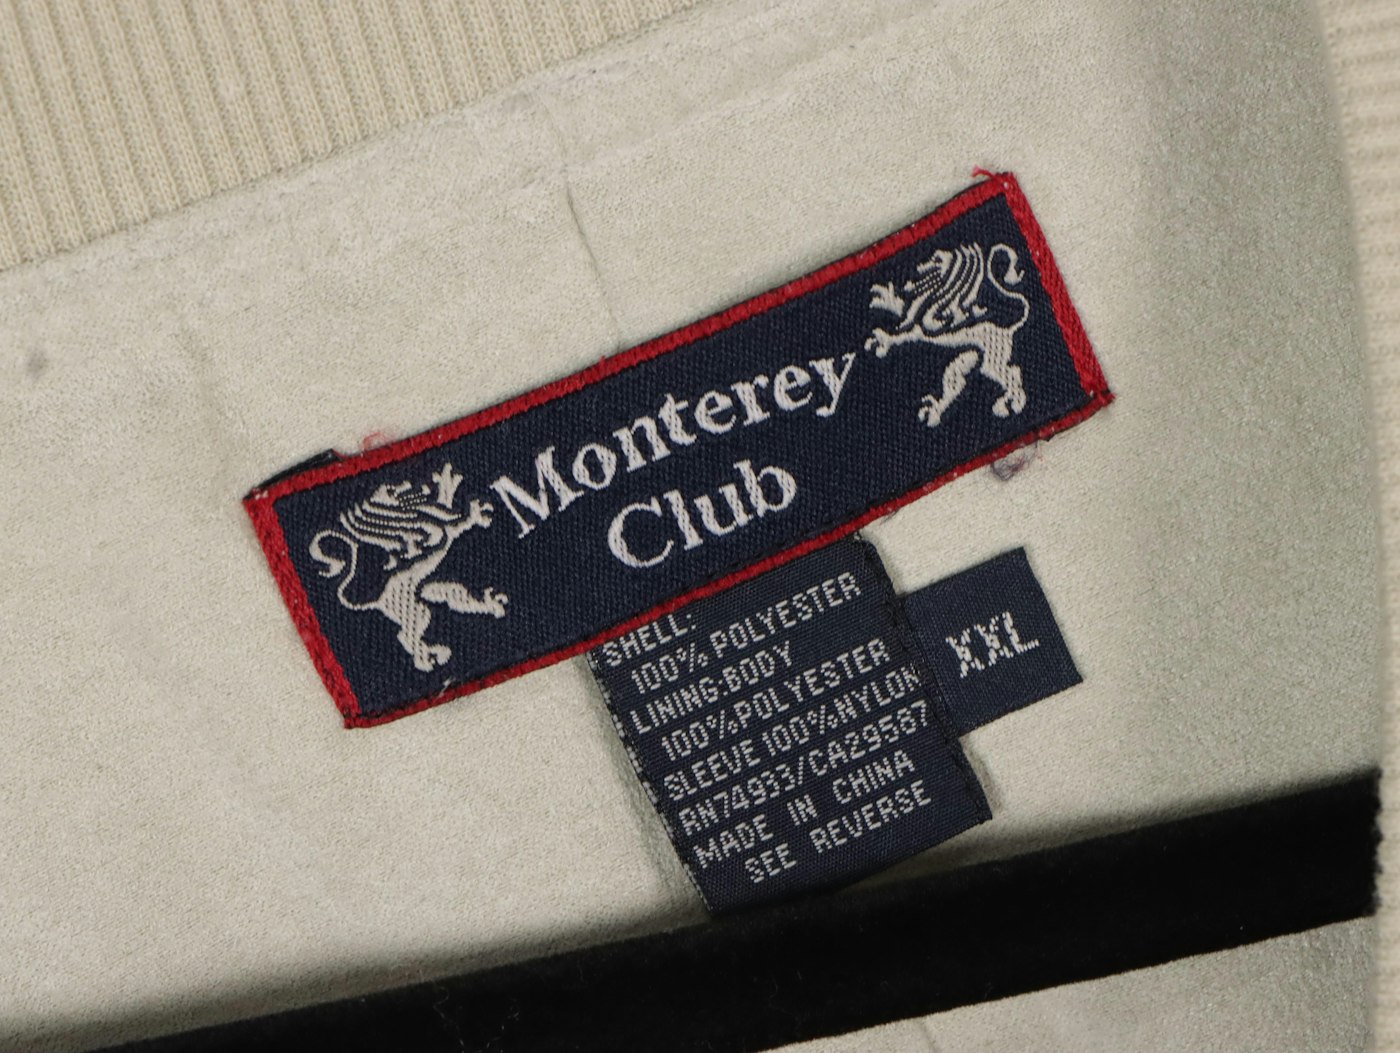 Monterey
Club
SHELL:
100% POLYESTER
LINING:BODY
100%POLYESTER
SLEEVE 100%NYLON
RN74933/CA29567
MADE IN CHINA
SEE REVERSE
XXL